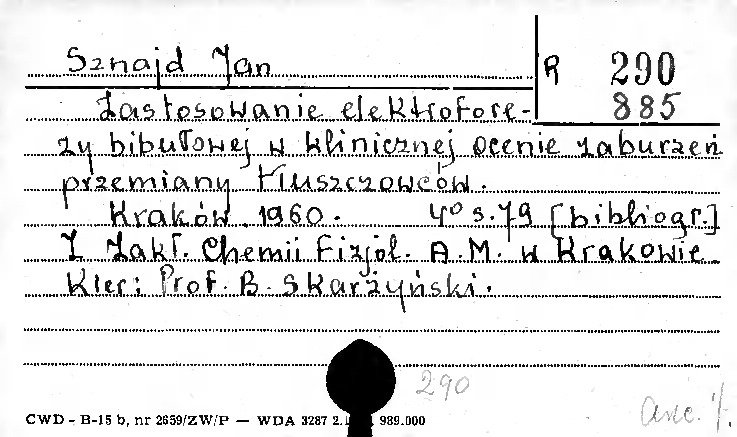 Sznajd Jan
R 290
885
Zastosowanie elektrofore-
zy bibułowej w klinicznej ocenie zaburzeń
przemiany tłuszczowców.
Kraków 1960. 4° s. 79 [bibliogr.]
Z Zakł. Chemii Fizjol. A.M. w Krakowie
Kier: Prof. B. Skarżyński.
290
CWD - B-15 b, nr 2659/ZW/P — WDA 3287 2. 989.000